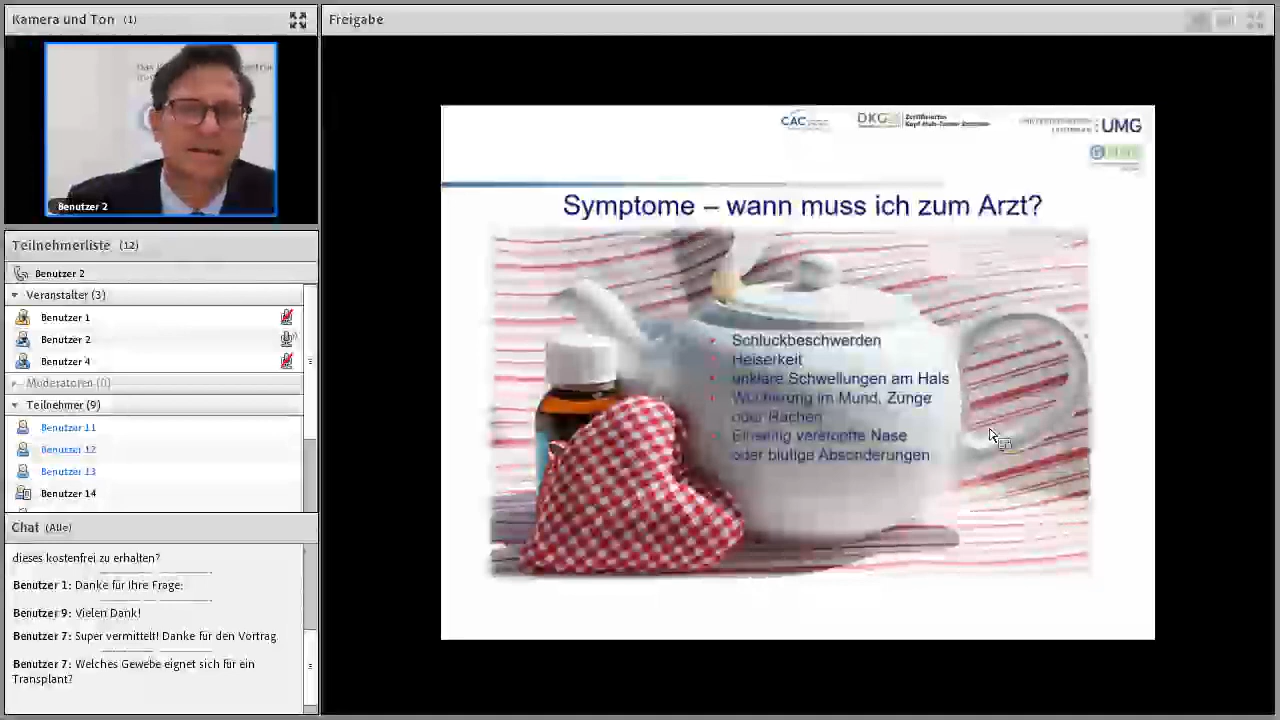 Kamera und Ton (1)
Benutzer 2
Teilnehmerliste (12)
Benutzer 2
Veranstalter (3)
Benutzer 1
Benutzer 2
Benutzer 4
Moderatoren (0)
Teilnehmer (9)
Benutzer 11
Benutzer 12
Benutzer 13
Benutzer 14
Chat (Alle)
dieses kostenfrei zu erhalten?
Benutzer 1: Danke für Ihre Frage:
Benutzer 9: Vielen Dank!
Benutzer 7: Super vermittelt! Danke für den Vortrag.
Benutzer 7: Welches Gewebe eignet sich für ein
Transplant?
Freigabe
CAC
DKG
Zertifiziertes
:UMG
Symptome – wann muss ich zum Arzt?
Schluckbeschwerden
Heiserkeit
unklare Schwellungen am Hals
Wucherung im Mund, Zunge
oder Rachen
Einseitig verstopfte Nase
oder blutige Absonderungen